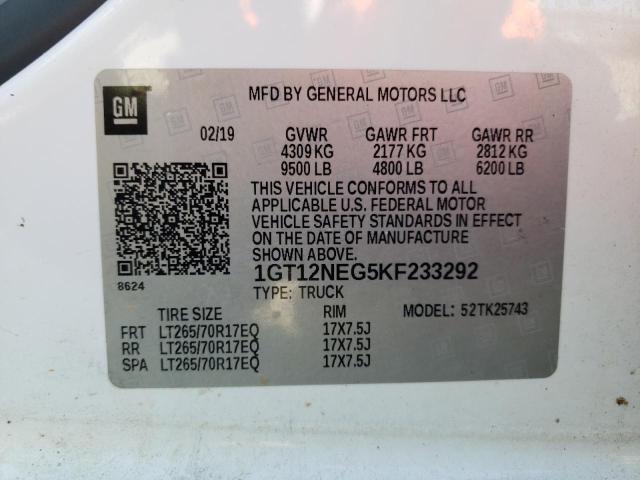 GM
MFD BY GENERAL MOTORS LLC
02/19 GVWR GAWR FRT GAWR RR
4309 KG 2177 KG 2812 KG
9500 LB 4800 LB 6200 LB
THIS VEHICLE CONFORMS TO ALL
APPLICABLE U.S. FEDERAL MOTOR
VEHICLE SAFETY STANDARDS IN EFFECT
ON THE DATE OF MANUFACTURE
SHOWN ABOVE.
8624
1GT12NEG5KF233292
TYPE: TRUCK MODEL: 52TK25743
TIRE SIZE RIM
FRT LT265/70R17EQ 17X7.5J
RR LT265/70R17EQ 17X7.5J
SPA LT265/70R17EQ 17X7.5J